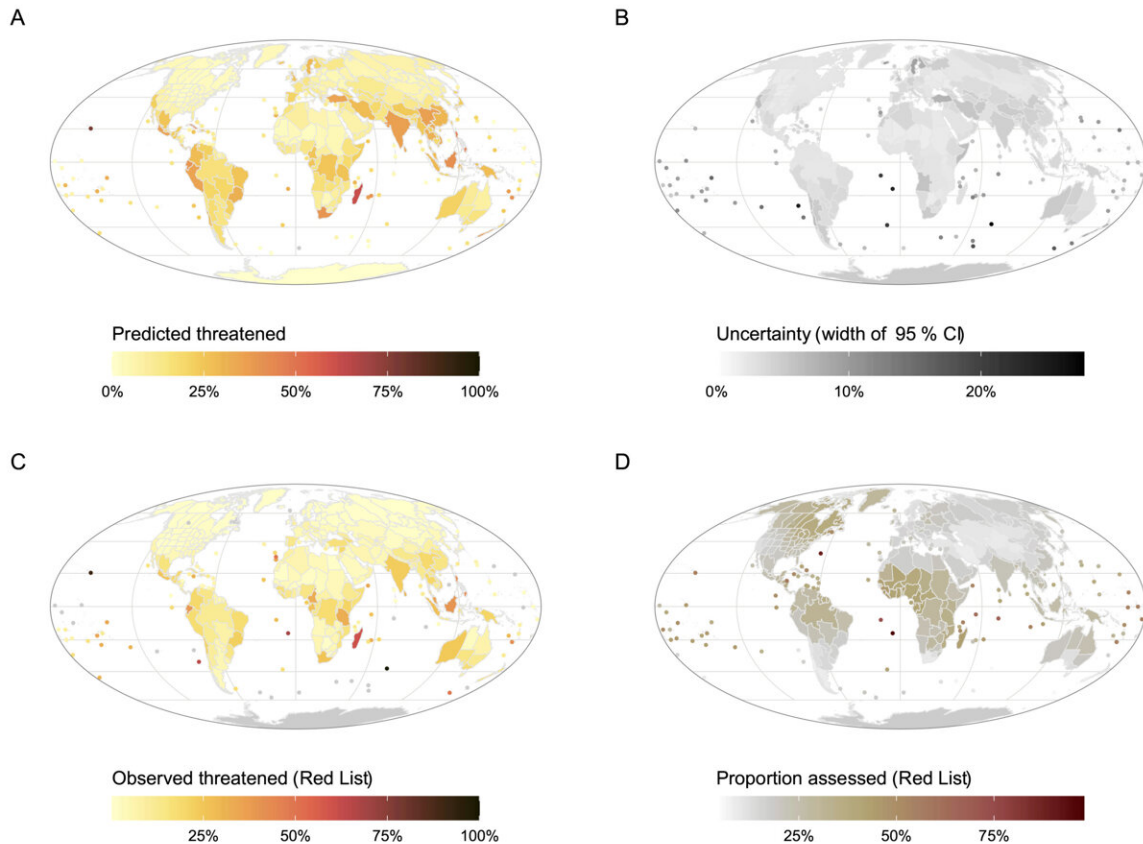 A
B
Predicted threatened
0% 25% 50% 75% 100%
Uncertainty (width of 95 % CI)
0% 10% 20%
C
D
Observed threatened (Red List)
25% 50% 75% 100%
Proportion assessed (Red List)
25% 50% 75%